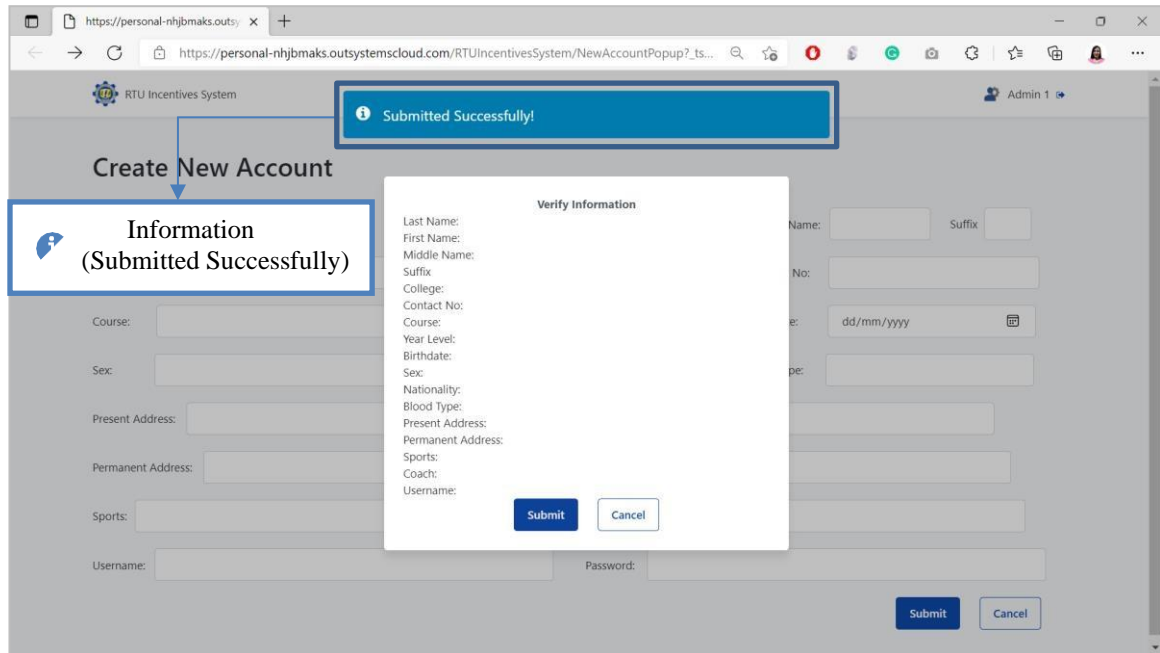 https://personal-nhjbmaks.outsy
https://personal-nhjbmaks.outsystemscloud.com/RTUIncentivesSystem/NewAccountPopup?_ts...
RTU Incentives System
Submitted Successfully!
Admin 1
Create New Account
Information
(Submitted Successfully)
Verify Information
Last Name:
First Name:
Middle Name:
Suffix
College:
Contact No:
Course:
Year Level:
Birthdate:
Sex:
Nationality:
Blood Type:
Present Address:
Permanent Address:
Sports:
Coach:
Username:
Submit Cancel
Name: Suffix
No:
Course: e: dd/mm/yyyy
Sex: pe:
Present Address:
Permanent Address:
Sports:
Username: Password:
Submit Cancel